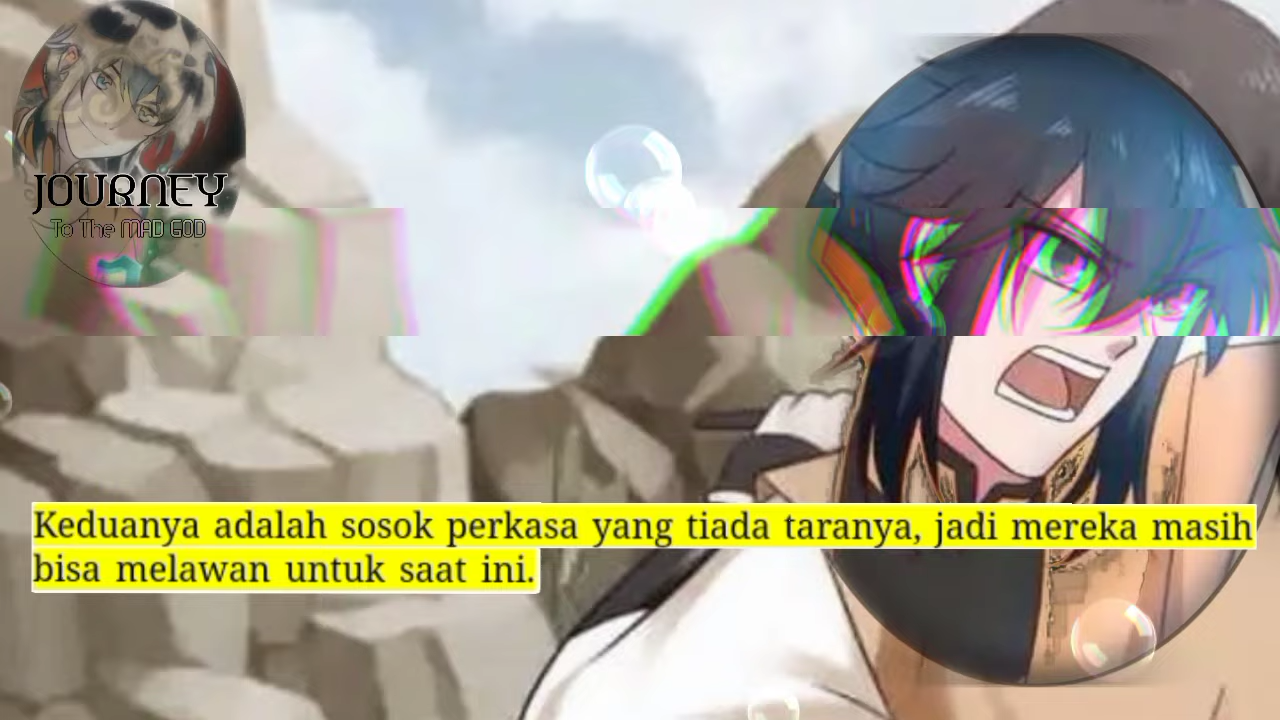 JOURNEY
To The MAD GOD
Keduanya adalah sosok perkasa yang tiada taranya, jadi mereka masih
bisa melawan untuk saat ini.